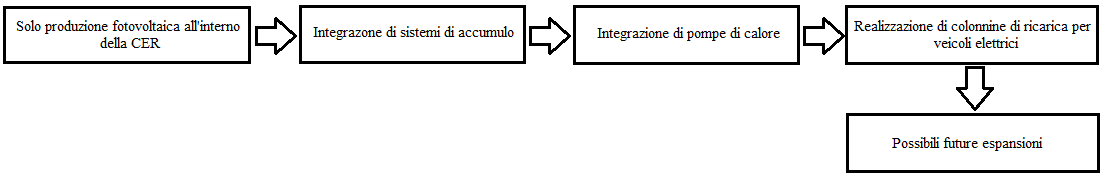 Solo produzione fotovoltaica all'interno
della CER
Integrazone di sistemi di accumulo
Integrazione di pompe di calore
Realizzazione di colonnine di ricarica per
veicoli elettrici
Possibili future espansioni